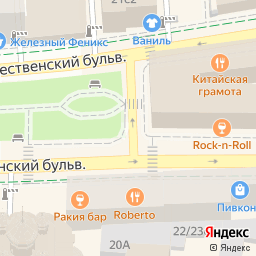 21с2
Железный Феникс
Ваниль
ественский бульв.
Китайская
грамота
Rock-n-Roll
нский бульв.
Ракия бар
Roberto
Пивкон
22/23
20А
© Яндекс